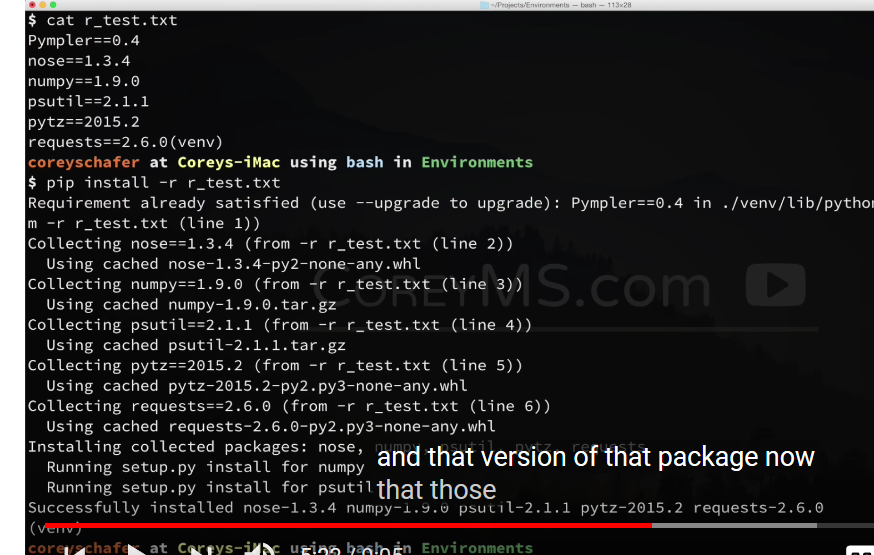 ~/Projects/Environments — bash — 113×28
$ cat r_test.txt
Pympler==0.4
nose==1.3.4
numpy==1.9.0
psutil==2.1.1
pytz==2015.2
requests==2.6.0(venv)
coreyschafer at Coreys-iMac using bash in Environments
$ pip install -r r_test.txt
Requirement already satisfied (use --upgrade to upgrade): Pympler==0.4 in ./venv/lib/python
m -r r_test.txt (line 1))
Collecting nose==1.3.4 (from -r r_test.txt (line 2))
Using cached nose-1.3.4-py2-none-any.whl
Collecting numpy==1.9.0 (from -r r_test.txt (line 3))
CoreyMS.com
Using cached numpy-1.9.0.tar.gz
Collecting psutil==2.1.1 (from -r r_test.txt (line 4))
Using cached psutil-2.1.1.tar.gz
Collecting pytz==2015.2 (from -r r_test.txt (line 5))
Using cached pytz-2015.2-py2.py3-none-any.whl
Collecting requests==2.6.0 (from -r r_test.txt (line 6))
Using cached requests-2.6.0-py2.py3-none-any.whl
Installing collected packages: nose, numpy, psutil, pytz, requests
Running setup.py install for numpy
and that version of that package now
Running setup.py install for psutil
that those
Successfully installed nose-1.3.4 numpy-1.9.0 psutil-2.1.1 pytz-2015.2 requests-2.6.0
(venv)
coreyschafer at Coreys-iMac using bash in Environments